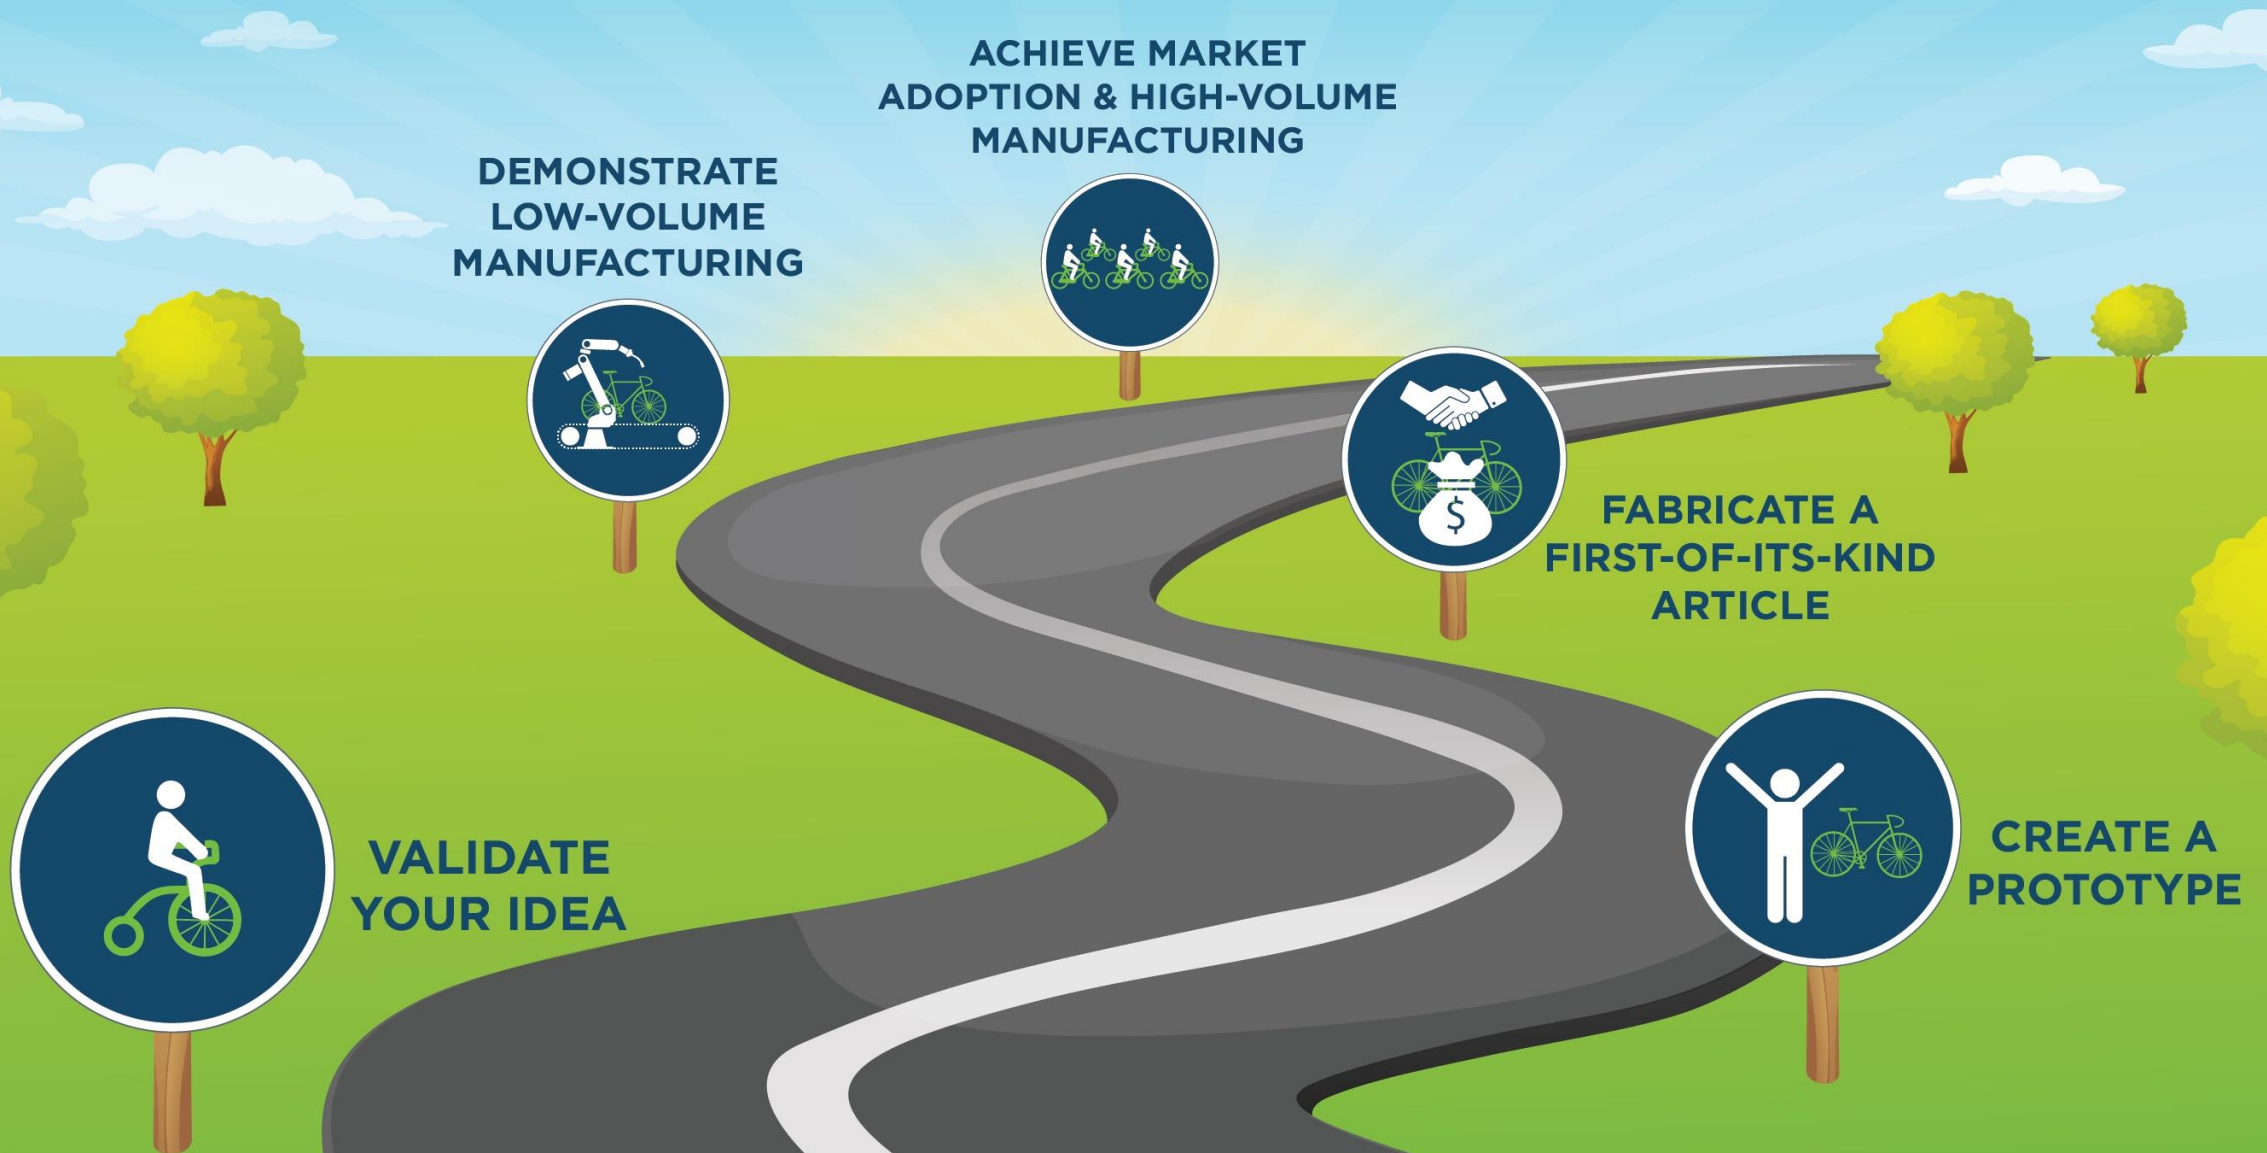 ACHIEVE MARKET
ADOPTION & HIGH-VOLUME
MANUFACTURING
DEMONSTRATE
LOW-VOLUME
MANUFACTURING
$
FABRICATE A
FIRST-OF-ITS-KIND
ARTICLE
VALIDATE
YOUR IDEA
CREATE A
PROTOTYPE